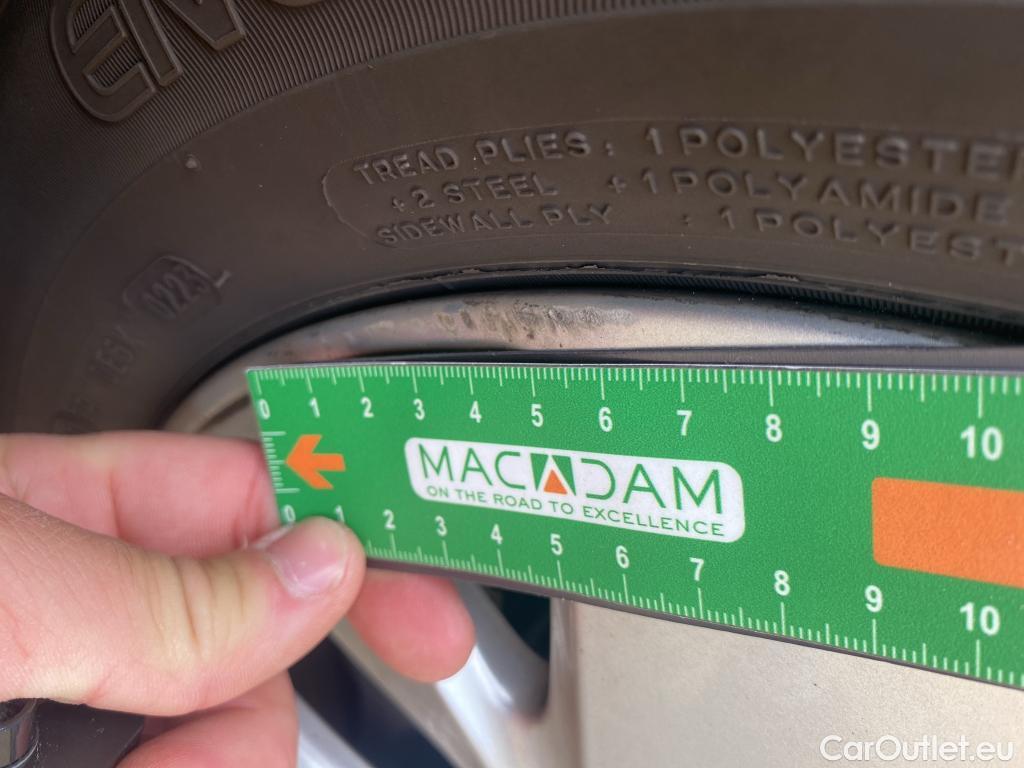 TREAD PLIES : 1 POLYESTER
+ 2 STEEL + 1 POLYAMIDE
SIDEWALL PLY : 1 POLYEST
0223
0 1 2 3 4 5 6 7 8 9 10
MACADAM
ON THE ROAD TO EXCELLENCE
0 1 2 3 4 5 6 7 8 9 10
CarOutlet.eu